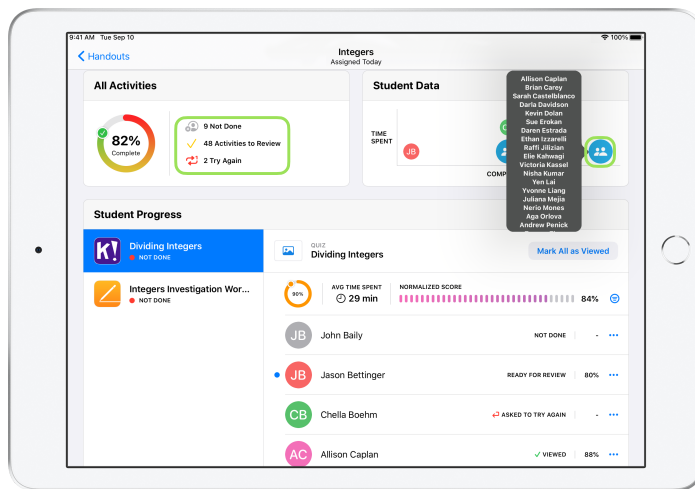 9:41 AM Tue Sep 10
100%
Handouts
Integers
Assigned Today
All Activities
82%
Complete
9 Not Done
48 Activities to Review
2 Try Again
Student Data
TIME
SPENT
JB
COMP
Allison Caplan
Brian Carey
Sarah Castelblanco
Darla Davidson
Kevin Dolan
Sue Erokan
Daren Estrada
Ethan Izzarelli
Raffi Jilizian
Elie Kahwagi
Victoria Kassel
Nisha Kumar
Yen Lai
Yvonne Liang
Juliana Mejia
Nerio Mones
Aga Orlova
Andrew Penick
Student Progress
K!
Dividing Integers
NOT DONE
Integers Investigation Wor...
NOT DONE
QUIZ
Dividing Integers
Mark All as Viewed
90%
AVG TIME SPENT
29 min
NORMALIZED SCORE
84%
JB John Baily NOT DONE -
JB Jason Bettinger READY FOR REVIEW 80%
CB Chella Boehm ASKED TO TRY AGAIN -
AC Allison Caplan VIEWED 88%